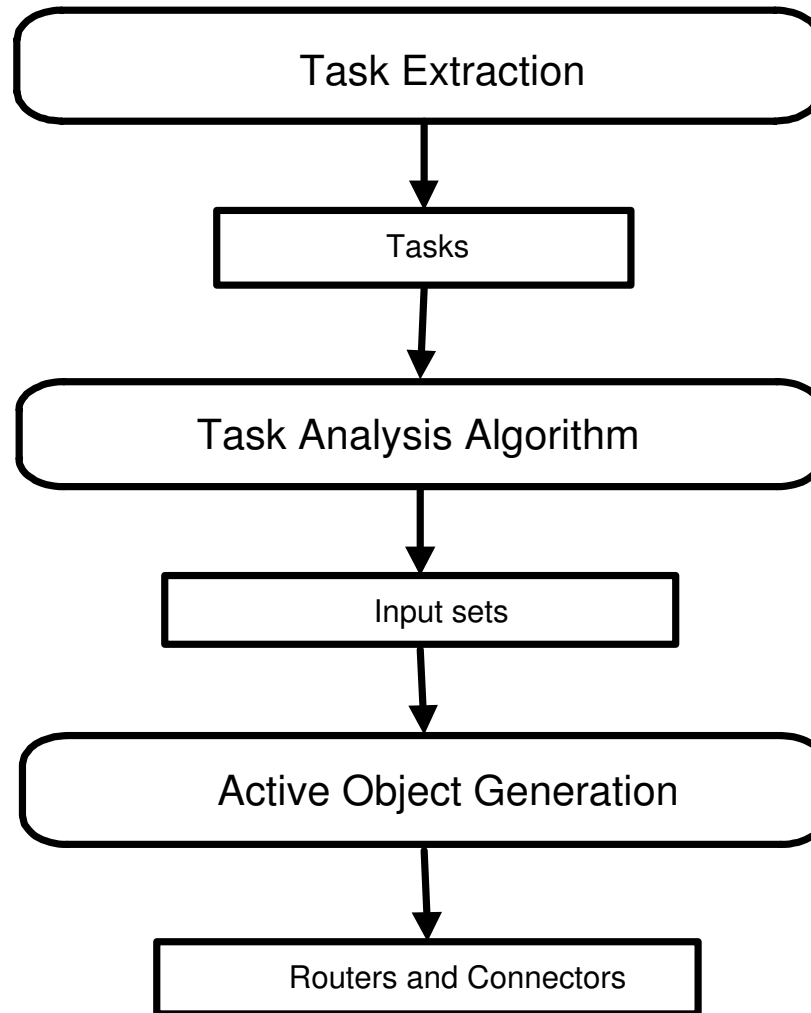 Task Extraction
Tasks
Task Analysis Algorithm
Input sets
Active Object Generation
Routers and Connectors